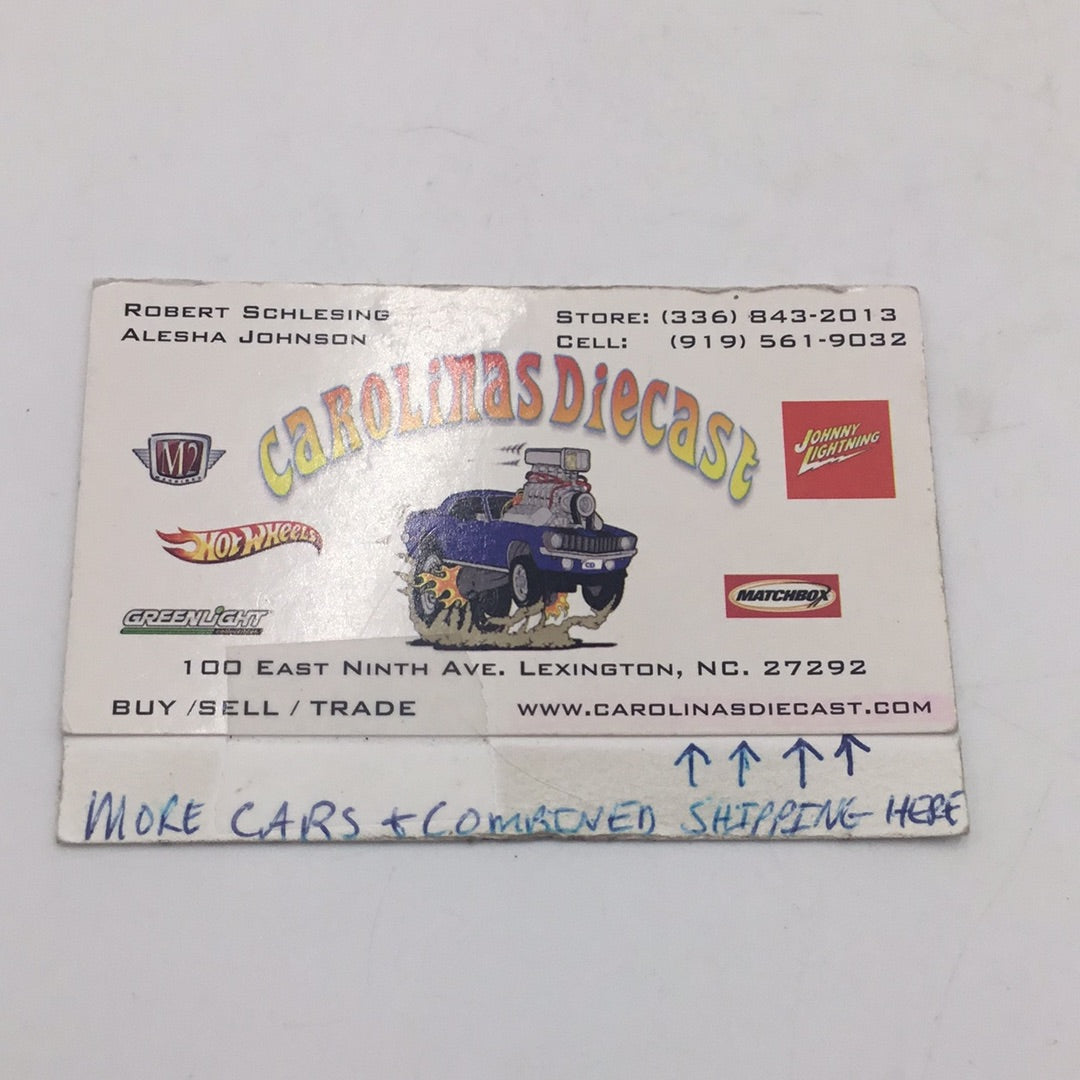 Robert Schlesing
Alesha Johnson
Store: (336) 843-2013
Cell: (919) 561-9032
CAROLINAS DIECAST
M2
JOHNNY LIGHTNING
HOT WHEELS
MATCHBOX
GREENLIGHT
CD
100 East Ninth Ave. Lexington, NC. 27292
BUY /SELL / TRADE
www.carolinasdiecast.com
↑ ↑ ↑ ↑
MORE CARS + COMBINED SHIPPING HERE